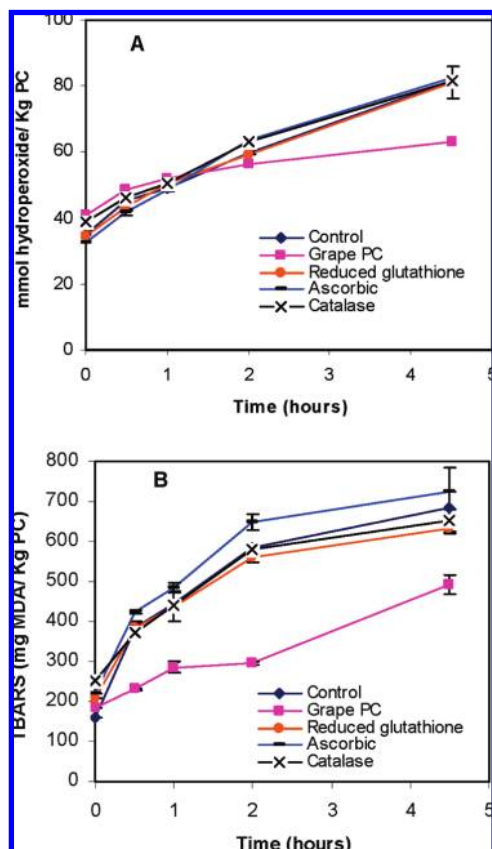 A
100
80
60
40
20
0
mmol hydroperoxide/ Kg PC
Control
Grape PC
Reduced glutathione
Ascorbic
Catalase
0 1 2 3 4 5
Time (hours)
B
800
700
600
500
400
300
200
100
0
TBARS (mg MDA/ Kg PC)
Control
Grape PC
Reduced glutathione
Ascorbic
Catalase
0 1 2 3 4 5
Time (hours)